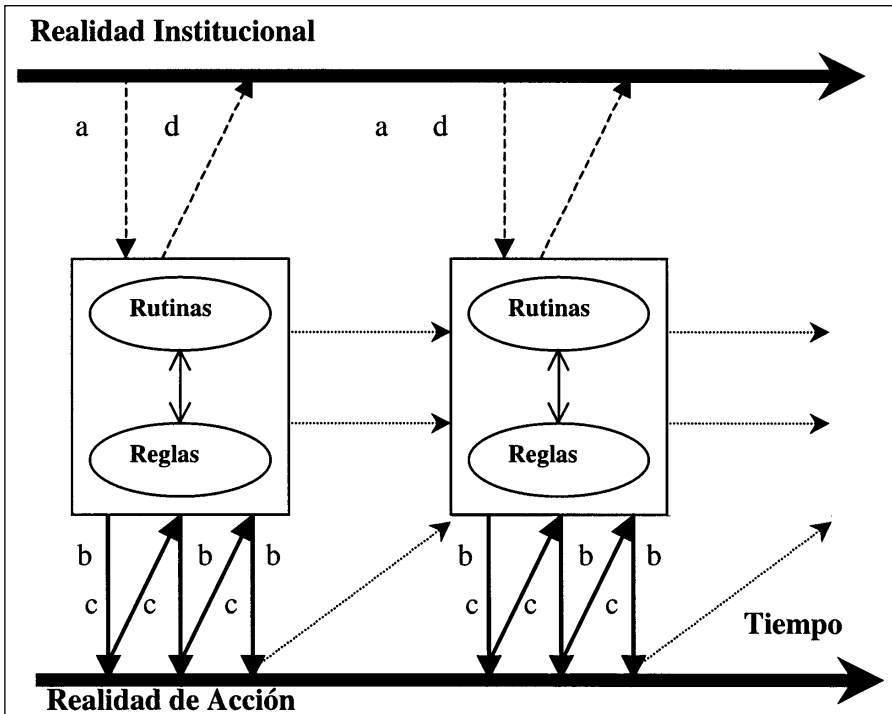 Realidad Institucional
a d a d
Rutinas Rutinas
Reglas Reglas
b b b b b b
c c c c c c
Tiempo
Realidad de Acción